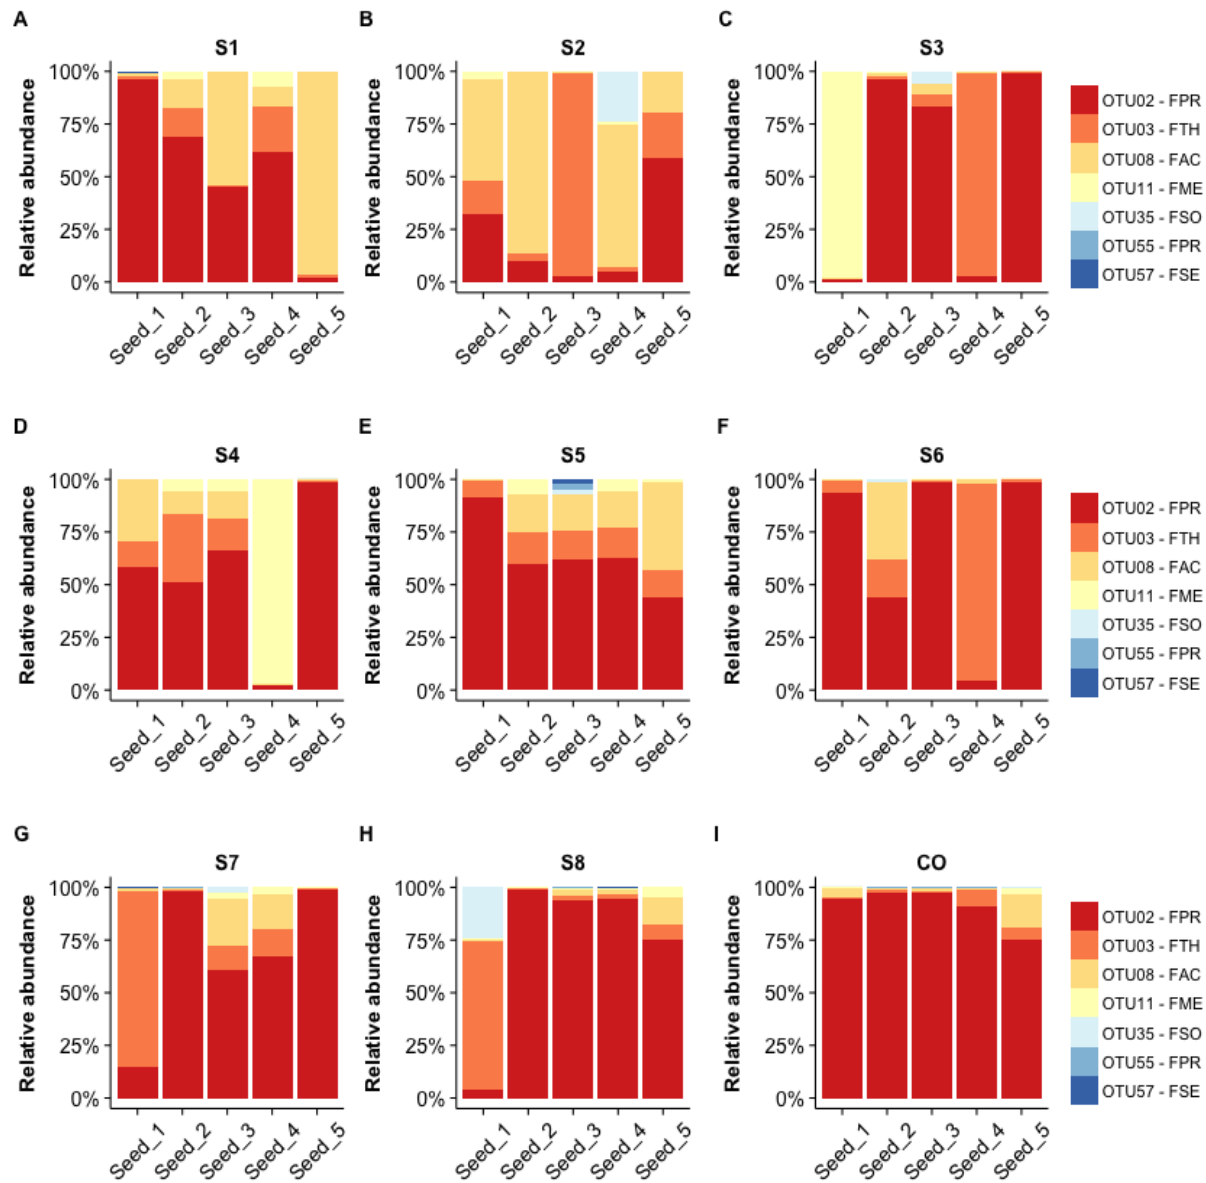 A
S1
Relative abundance
100%
75%
50%
25%
0%
Seed_1
Seed_2
Seed_3
Seed_4
Seed_5
B
S2
Relative abundance
100%
75%
50%
25%
0%
Seed_1
Seed_2
Seed_3
Seed_4
Seed_5
C
S3
Relative abundance
100%
75%
50%
25%
0%
Seed_1
Seed_2
Seed_3
Seed_4
Seed_5
OTU02 - FPR
OTU03 - FTH
OTU08 - FAC
OTU11 - FME
OTU35 - FSO
OTU55 - FPR
OTU57 - FSE
D
S4
Relative abundance
100%
75%
50%
25%
0%
Seed_1
Seed_2
Seed_3
Seed_4
Seed_5
E
S5
Relative abundance
100%
75%
50%
25%
0%
Seed_1
Seed_2
Seed_3
Seed_4
Seed_5
F
S6
Relative abundance
100%
75%
50%
25%
0%
Seed_1
Seed_2
Seed_3
Seed_4
Seed_5
OTU02 - FPR
OTU03 - FTH
OTU08 - FAC
OTU11 - FME
OTU35 - FSO
OTU55 - FPR
OTU57 - FSE
G
S7
Relative abundance
100%
75%
50%
25%
0%
Seed_1
Seed_2
Seed_3
Seed_4
Seed_5
H
S8
Relative abundance
100%
75%
50%
25%
0%
Seed_1
Seed_2
Seed_3
Seed_4
Seed_5
I
CO
Relative abundance
100%
75%
50%
25%
0%
Seed_1
Seed_2
Seed_3
Seed_4
Seed_5
OTU02 - FPR
OTU03 - FTH
OTU08 - FAC
OTU11 - FME
OTU35 - FSO
OTU55 - FPR
OTU57 - FSE